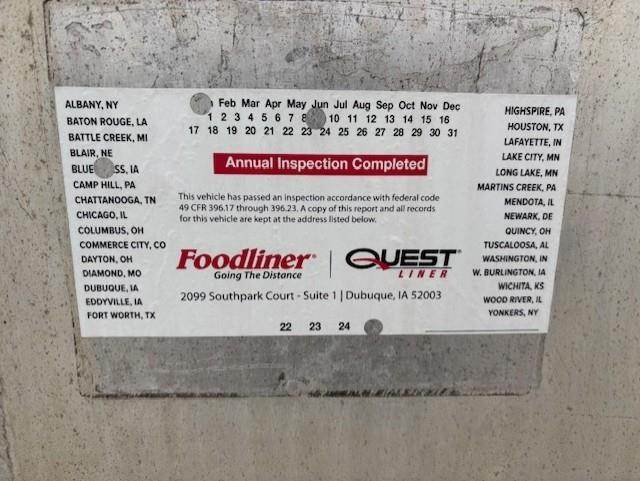 ALBANY, NY
BATON ROUGE, LA
BATTLE CREEK, MI
BLAIR, NE
BLUE SS, IA
CAMP HILL, PA
CHATTANOOGA, TN
CHICAGO, IL
COLUMBUS, OH
COMMERCE CITY, CO
DAYTON, OH
DIAMOND, MO
DUBUQUE, IA
EDDYVILLE, IA
FORT WORTH, TX
Feb Mar Apr May Jun Jul Aug Sep Oct Nov Dec
1 2 3 4 5 6 7 8 10 11 12 13 14 15 16
17 18 19 20 21 22 23 24 25 26 27 28 29 30 31
Annual Inspection Completed
This vehicle has passed an inspection accordance with federal code
49 CFR 396.17 through 396.23. A copy of this report and all records
for this vehicle are kept at the address listed below.
Foodliner®
Going The Distance
QUEST®
LINER
2099 Southpark Court - Suite 1 | Dubuque, IA 52003
22 23 24
HIGHSPIRE, PA
HOUSTON, TX
LAFAYETTE, IN
LAKE CITY, MN
LONG LAKE, MN
MARTINS CREEK, PA
MENDOTA, IL
NEWARK, DE
QUINCY, OH
TUSCALOOSA, AL
WASHINGTON, IN
W. BURLINGTON, IA
WICHITA, KS
WOOD RIVER, IL
YONKERS, NY